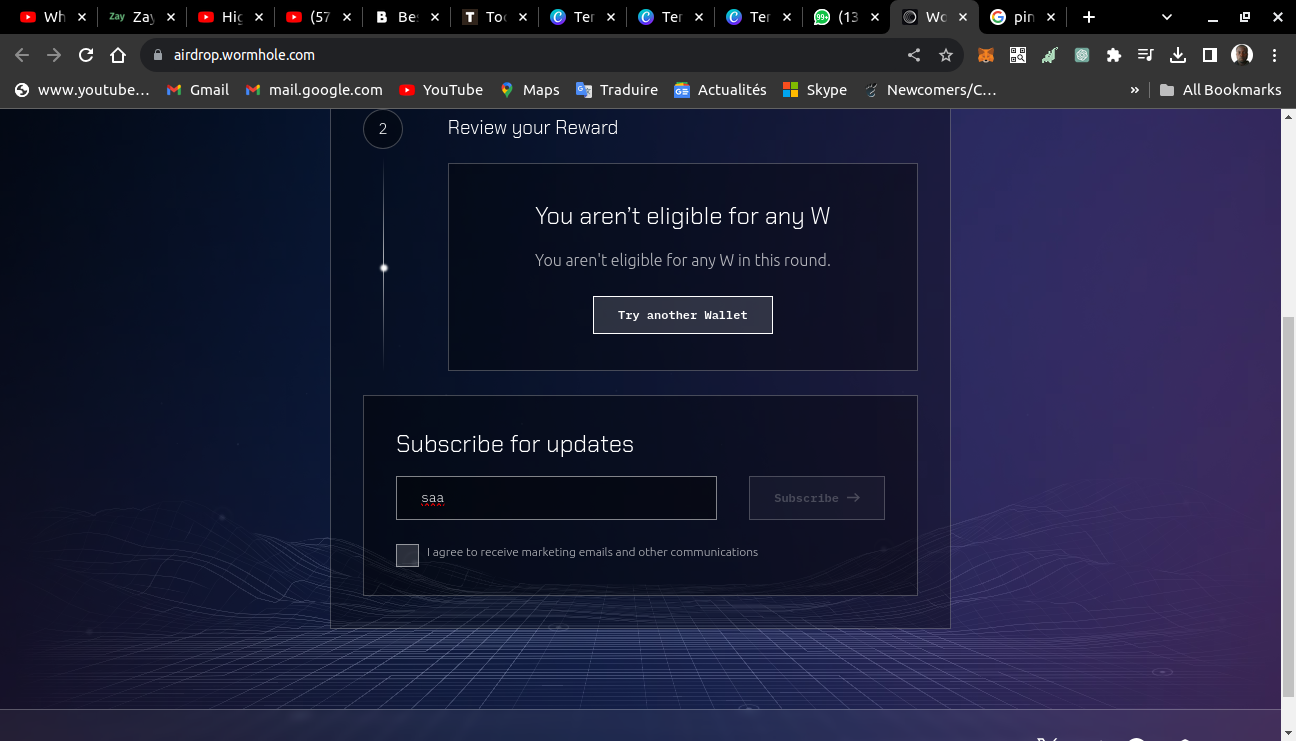 Wh Zay Zay Hig (57 Be T Too Ter Ter Ter 99+ (13 Wo pin
airdrop.wormhole.com
www.youtube... Gmail mail.google.com YouTube Maps Traduire Actualités Skype Newcomers/C... » All Bookmarks
2 Review your Reward
You aren't eligible for any W
You aren't eligible for any W in this round.
Try another Wallet
Subscribe for updates
saa Subscribe →
I agree to receive marketing emails and other communications